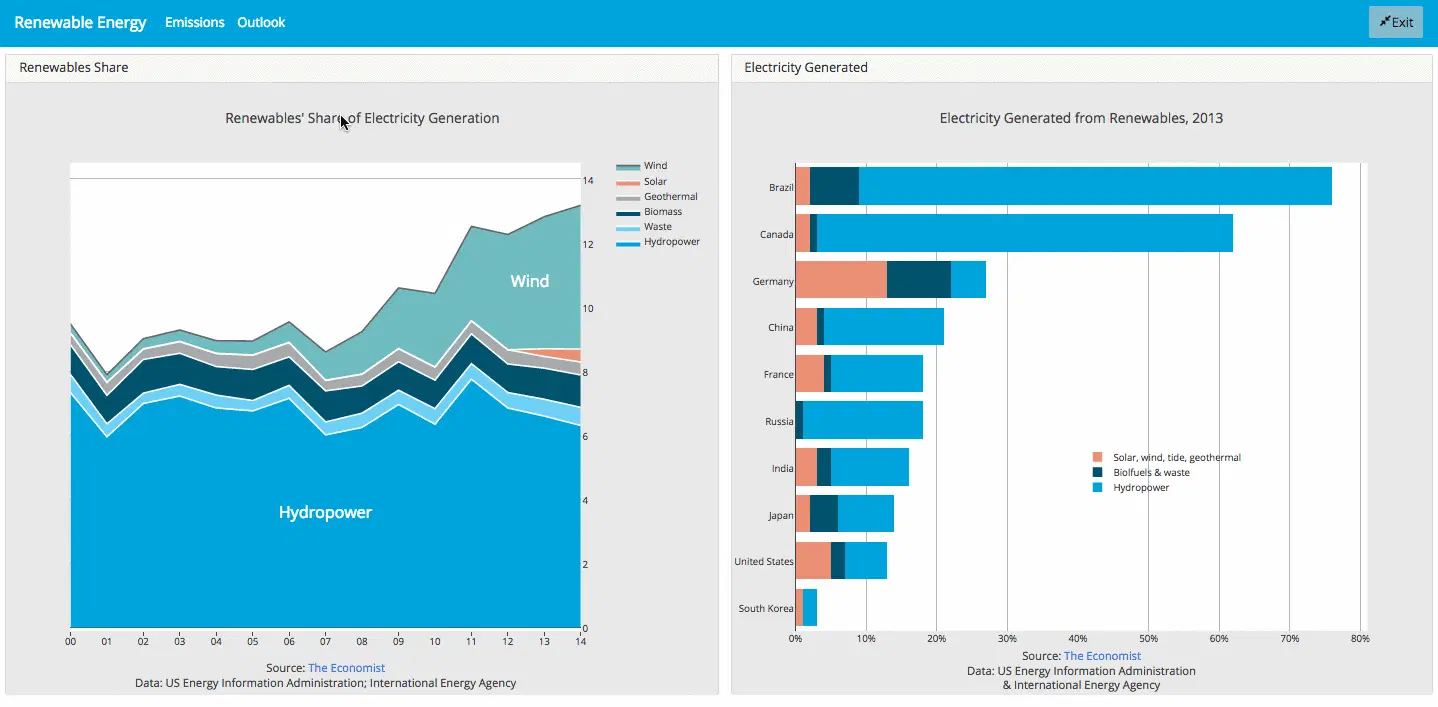 Renewable Energy Emissions Outlook Exit
Renewables Share
Renewables' Share of Electricity Generation
Wind
Solar
Geothermal
Biomass
Waste
Hydropower
14
12
10
8
6
4
2
0
Wind
Hydropower
00 01 02 03 04 05 06 07 08 09 10 11 12 13 14
Source: The Economist
Data: US Energy Information Administration; International Energy Agency
Electricity Generated
Electricity Generated from Renewables, 2013
Brazil
Canada
Germany
China
France
Russia
India
Japan
United States
South Korea
Solar, wind, tide, geothermal
Biolfuels & waste
Hydropower
0% 10% 20% 30% 40% 50% 60% 70% 80%
Source: The Economist
Data: US Energy Information Administration
& International Energy Agency